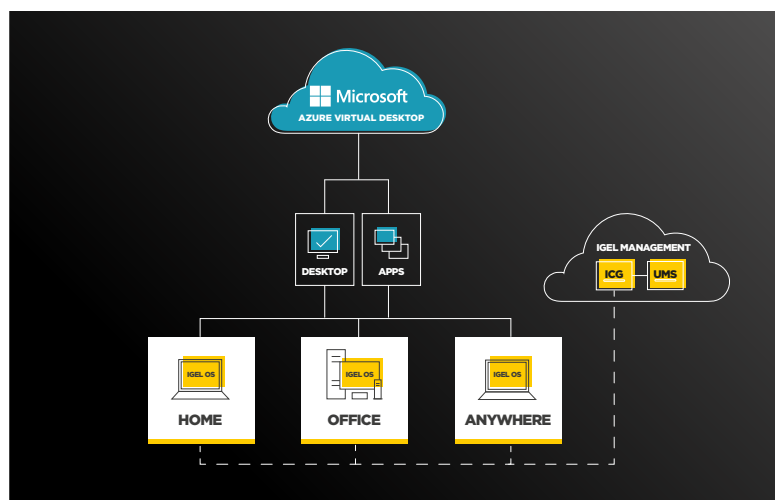 Microsoft
AZURE VIRTUAL DESKTOP
DESKTOP
APPS
IGEL MANAGEMENT
ICG
UMS
IGEL OS
HOME
IGEL OS
OFFICE
IGEL OS
ANYWHERE